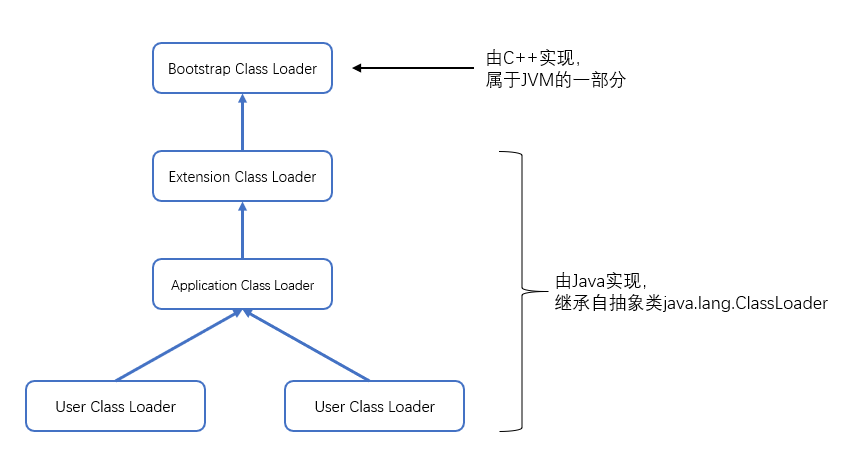 Bootstrap Class Loader
由C++实现，
属于JVM的一部分
Extension Class Loader
Application Class Loader
由Java实现，
继承自抽象类java.lang.ClassLoader
User Class Loader
User Class Loader